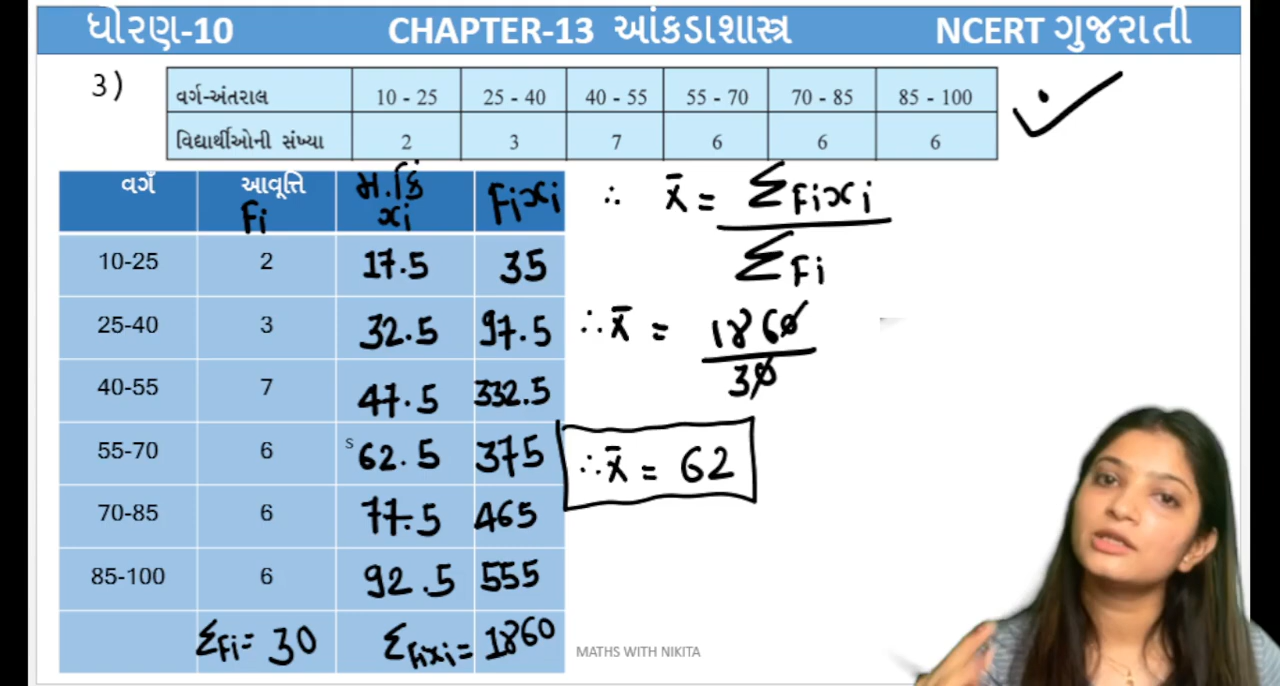 ધોરણ-10 CHAPTER-13 આંકડાશાસ્ત્ર NCERT ગુજરાતી
3)
વર્ગ-અંતરાલ 10 - 25 25 - 40 40 - 55 55 - 70 70 - 85 85 - 100
વિદ્યાર્થીઓની સંખ્યા 2 3 7 6 6 6
વર્ગ આવૃત્તિ Fi મ.કિં xi Fixi
10-25 2 17.5 35
25-40 3 32.5 97.5
40-55 7 47.5 332.5
55-70 6 s 62.5 375
70-85 6 77.5 465
85-100 6 92.5 555
ΣFi = 30 ΣFixi = 1860
∴ x̄ = ΣFixi / ΣFi
∴ x̄ = 1860 / 30
∴ x̄ = 62
MATHS WITH NIKITA